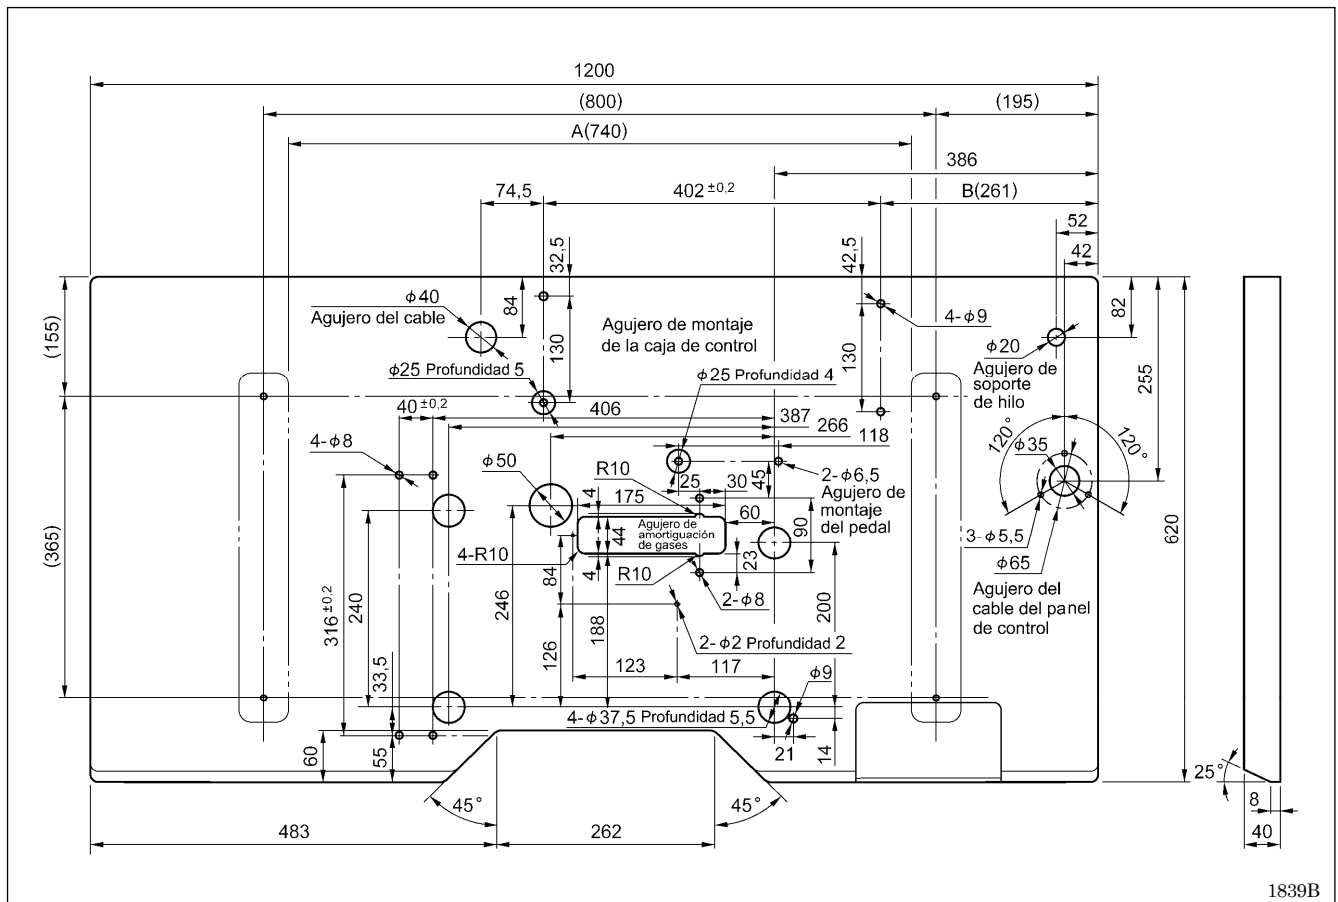 1200
(800)
(195)
A(740)
386
74,5
402 ±0,2
B(261)
52
42
32,5
42,5
φ40
Agujero del cable
84
Agujero de montaje
de la caja de control
4-φ9
82
(155)
130
130
φ20
Agujero de
soporte
de hilo
255
φ25 Profundidad 5
φ25 Profundidad 4
40 ±0,2
406
387
266
118
120°
120°
φ35
4-φ8
φ50
R10
25
30
45
2-φ6,5
Agujero de
montaje
del pedal
4
175
60
90
620
44
Agujero de
amortiguación
de gases
3-φ5,5
(365)
4-R10
84
4
R10
23
φ65
Agujero del
cable del panel
de control
2-φ8
316 ±0,2
240
246
188
200
126
2-φ2 Profundidad 2
33,5
123
117
φ9
4-φ37,5 Profundidad 5,5
60
55
21
14
25°
45°
45°
8
483
262
40
1839B